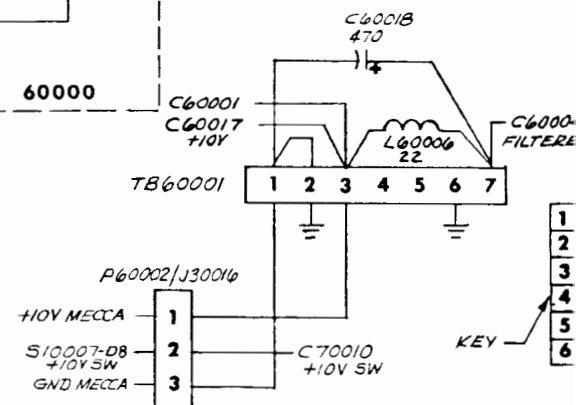 C60018
470
+
60000
C60001
C60017
+10V
L60006
22
C6000
FILTERE
TB60001
1 2 3 4 5 6 7
P60002/J30016
+10V MECCA
1
S10007-D8
+10V SW
2
C70010
+10V SW
GND MECCA
3
KEY
1
2
3
4
5
6